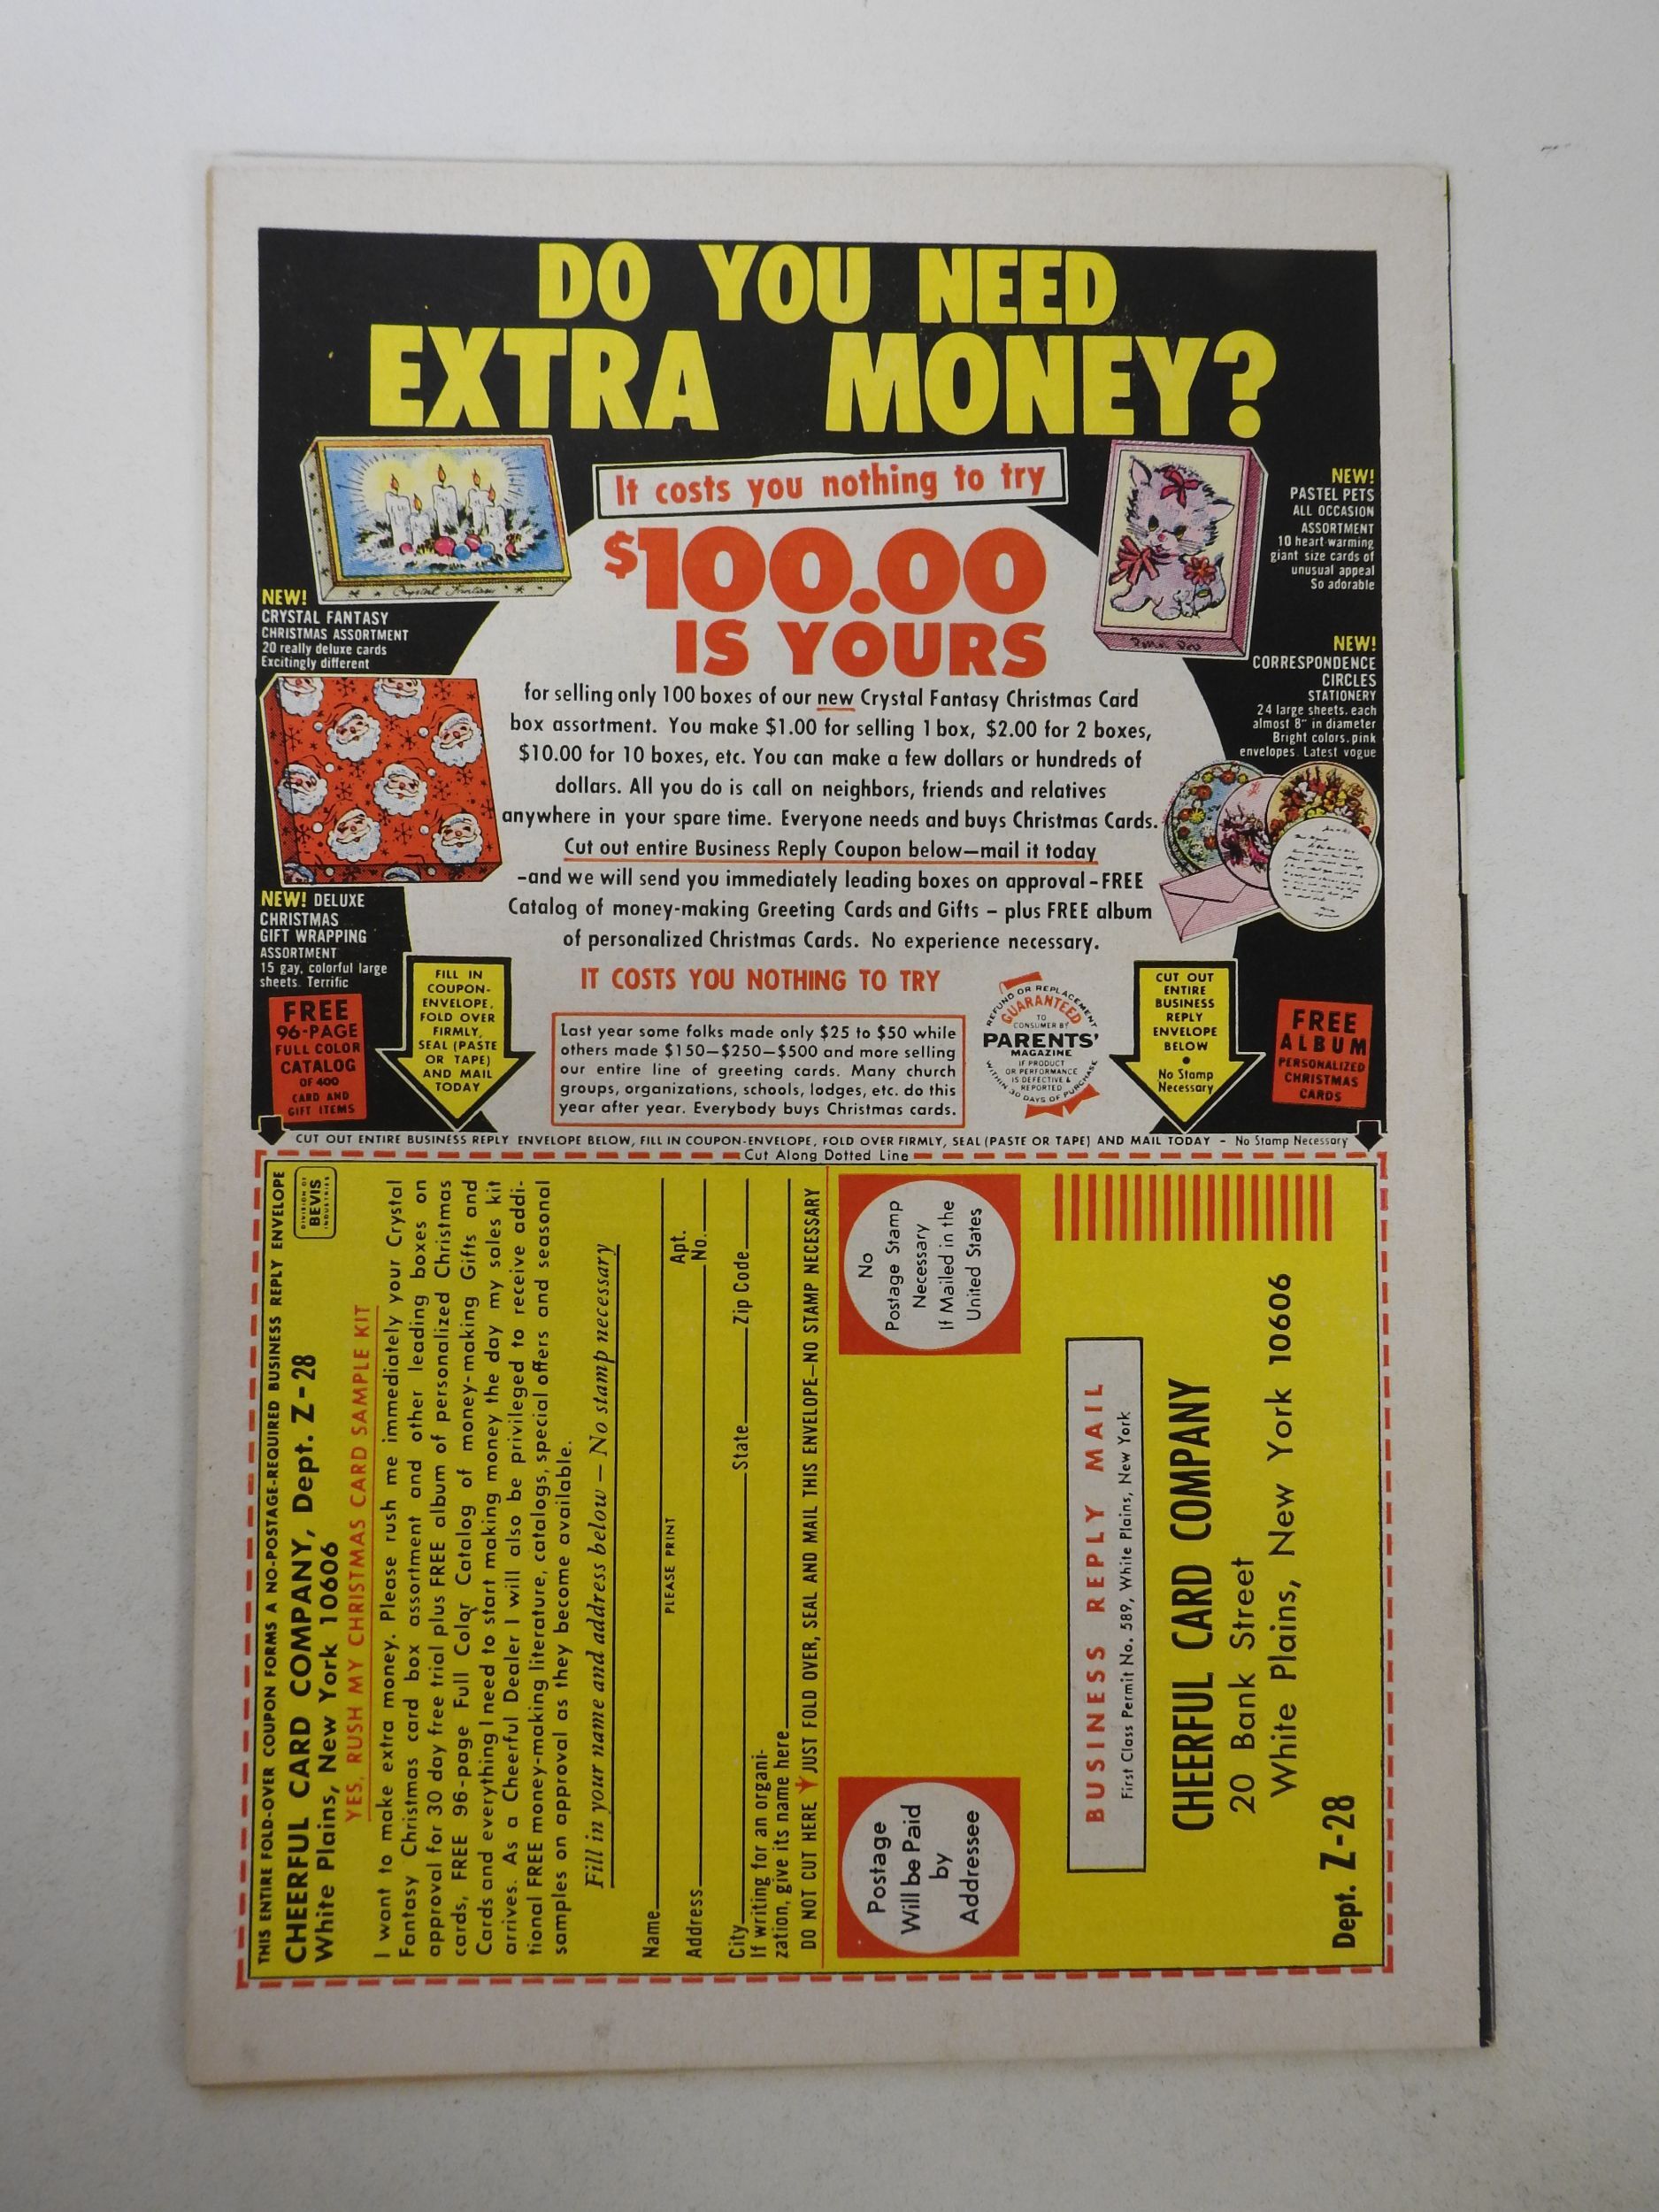 DO YOU NEED
EXTRA MONEY?
It costs you nothing to try
$100.00
IS YOURS
for selling only 100 boxes of our new Crystal Fantasy Christmas Card
box assortment. You make $1.00 for selling 1 box, $2.00 for 2 boxes,
$10.00 for 10 boxes, etc. You can make a few dollars or hundreds of
dollars. All you do is call on neighbors, friends and relatives
anywhere in your spare time. Everyone needs and buys Christmas Cards.
Cut out entire Business Reply Coupon below—mail it today
-and we will send you immediately leading boxes on approval-FREE
Catalog of money-making Greeting Cards and Gifts - plus FREE album
of personalized Christmas Cards. No experience necessary.
IT COSTS YOU NOTHING TO TRY
Crystal Fantasy
NEW!
CRYSTAL FANTASY
CHRISTMAS ASSORTMENT
20 really deluxe cards
Excitingly different
NEW! DELUXE
CHRISTMAS
GIFT WRAPPING
ASSORTMENT
15 gay, colorful large
sheets. Terrific
NEW!
PASTEL PETS
ALL OCCASION
ASSORTMENT
10 heart-warming
giant size cards of
unusual appeal
So adorable
NEW!
CORRESPONDENCE
CIRCLES
STATIONERY
24 large sheets, each
almost 8" in diameter
Bright colors, pink
envelopes. Latest vogue
FREE
96-PAGE
FULL COLOR
CATALOG
OF 400
CARD AND
GIFT ITEMS
FILL IN
COUPON-
ENVELOPE,
FOLD OVER
FIRMLY,
SEAL (PASTE
OR TAPE)
AND MAIL
TODAY
Last year some folks made only $25 to $50 while
others made $150—$250—$500 and more selling
our entire line of greeting cards. Many church
groups, organizations, schools, lodges, etc. do this
year after year. Everybody buys Christmas cards.
REFUND OR REPLACEMENT
GUARANTEED
TO
CONSUMER BY
PARENTS'
MAGAZINE
IF PRODUCT
OR PERFORMANCE
IS DEFECTIVE &
REPORTED
WITHIN 30 DAYS OF PURCHASE
CUT OUT
ENTIRE
BUSINESS
REPLY
ENVELOPE
BELOW
•
No Stamp
Necessary
FREE
ALBUM
PERSONALIZED
CHRISTMAS
CARDS
CUT OUT ENTIRE BUSINESS REPLY ENVELOPE BELOW, FILL IN COUPON-ENVELOPE, FOLD OVER FIRMLY, SEAL (PASTE OR TAPE) AND MAIL TODAY - No Stamp Necessary
Cut Along Dotted Line
THIS ENTIRE FOLD-OVER COUPON FORMS A NO-POSTAGE-REQUIRED BUSINESS REPLY ENVELOPE
CHEERFUL CARD COMPANY, Dept. Z-28
White Plains, New York 10606
DIVISION OF
BEVIS
INDUSTRIES
YES, RUSH MY CHRISTMAS CARD SAMPLE KIT
I want to make extra money. Please rush me immediately your Crystal
Fantasy Christmas card box assortment and other leading boxes on
approval for 30 day free trial plus FREE album of personalized Christmas
cards, FREE 96-page Full Color Catalog of money-making Gifts and
Cards and everything I need to start making money the day my sales kit
arrives. As a Cheerful Dealer I will also be privileged to receive addi-
tional FREE money-making literature, catalogs, special offers and seasonal
samples on approval as they become available.
Fill in your name and address below — No stamp necessary
Name
PLEASE PRINT
Address Apt. No.
City State Zip Code
If writing for an organi-
zation, give its name here
DO NOT CUT HERE JUST FOLD OVER, SEAL AND MAIL THIS ENVELOPE—NO STAMP NECESSARY
Postage
Will be Paid
by
Addressee
No
Postage Stamp
Necessary
If Mailed in the
United States
BUSINESS REPLY MAIL
First Class Permit No. 589, White Plains, New York
CHEERFUL CARD COMPANY
20 Bank Street
White Plains, New York 10606
Dept. Z-28